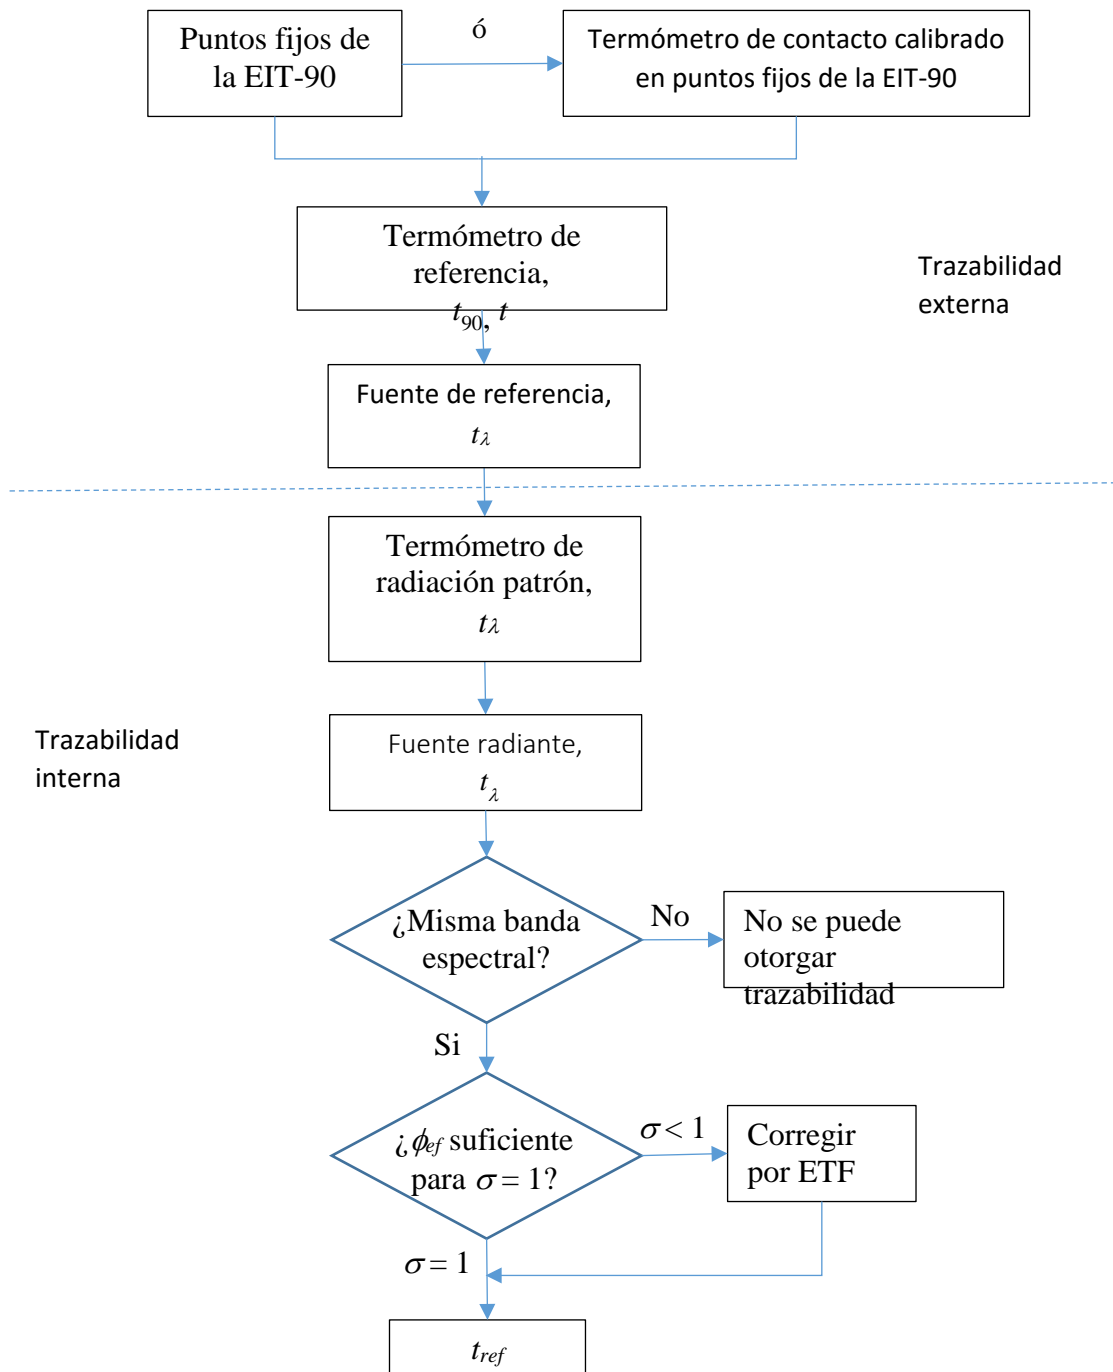 Puntos fijos de
la EIT-90
ó
Termómetro de contacto calibrado
en puntos fijos de la EIT-90
Termómetro de
referencia,
t90, t
Trazabilidad
externa
Fuente de referencia,
tλ
Termómetro de
radiación patrón,
tλ
Trazabilidad
interna
Fuente radiante,
tλ
¿Misma banda
espectral?
No
No se puede
otorgar
trazabilidad
Si
¿ϕef suficiente
para σ = 1?
σ < 1
Corregir
por ETF
σ = 1
tref